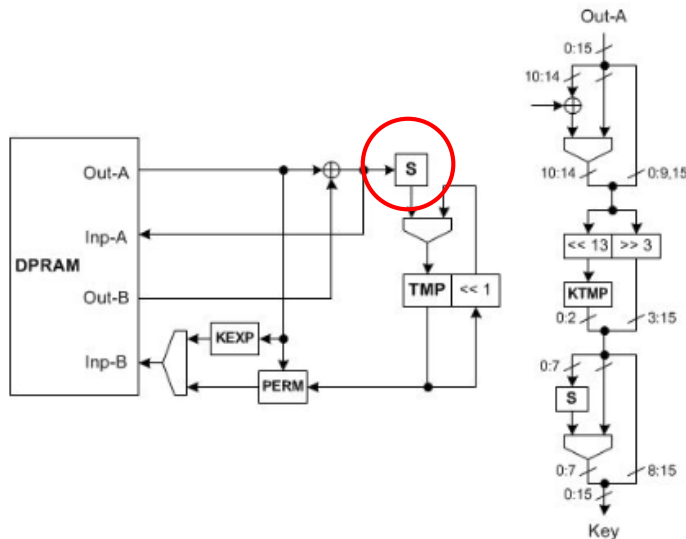 Out-A
0:15
10:14
10:14
0:9,15
<< 13
>> 3
KTMP
0:2
3:15
0:7
S
0:7
8:15
0:15
Key
DPRAM
Out-A
Inp-A
Out-B
Inp-B
S
TMP
<< 1
KEXP
PERM